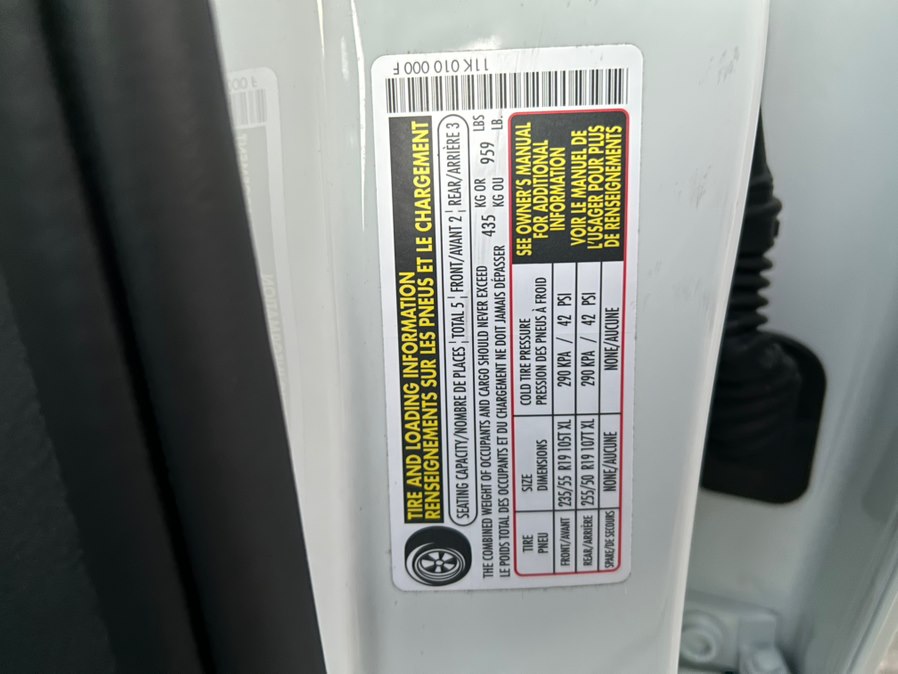 11K 010 000 F
TIRE AND LOADING INFORMATION
RENSEIGNEMENTS SUR LES PNEUS ET LE CHARGEMENT
SEATING CAPACITY/NOMBRE DE PLACES ¦ TOTAL 5 ¦ FRONT/AVANT 2 ¦ REAR/ARRIÈRE 3
THE COMBINED WEIGHT OF OCCUPANTS AND CARGO SHOULD NEVER EXCEED 435 KG OR 959 LBS
LE POIDS TOTAL DES OCCUPANTS ET DU CHARGEMENT NE DOIT JAMAIS DÉPASSER KG OU LB.
TIRE PNEU SIZE DIMENSIONS COLD TIRE PRESSURE PRESSION DES PNEUS À FROID
FRONT/AVANT 235/55 R19 105T XL 290 KPA / 42 PSI
REAR/ARRIÈRE 255/50 R19 107T XL 290 KPA / 42 PSI
SPARE/DE SECOURS NONE/AUCUNE NONE/AUCUNE
SEE OWNER'S MANUAL
FOR ADDITIONAL
INFORMATION
VOIR LE MANUEL DE
L'USAGER POUR PLUS
DE RENSEIGNEMENTS